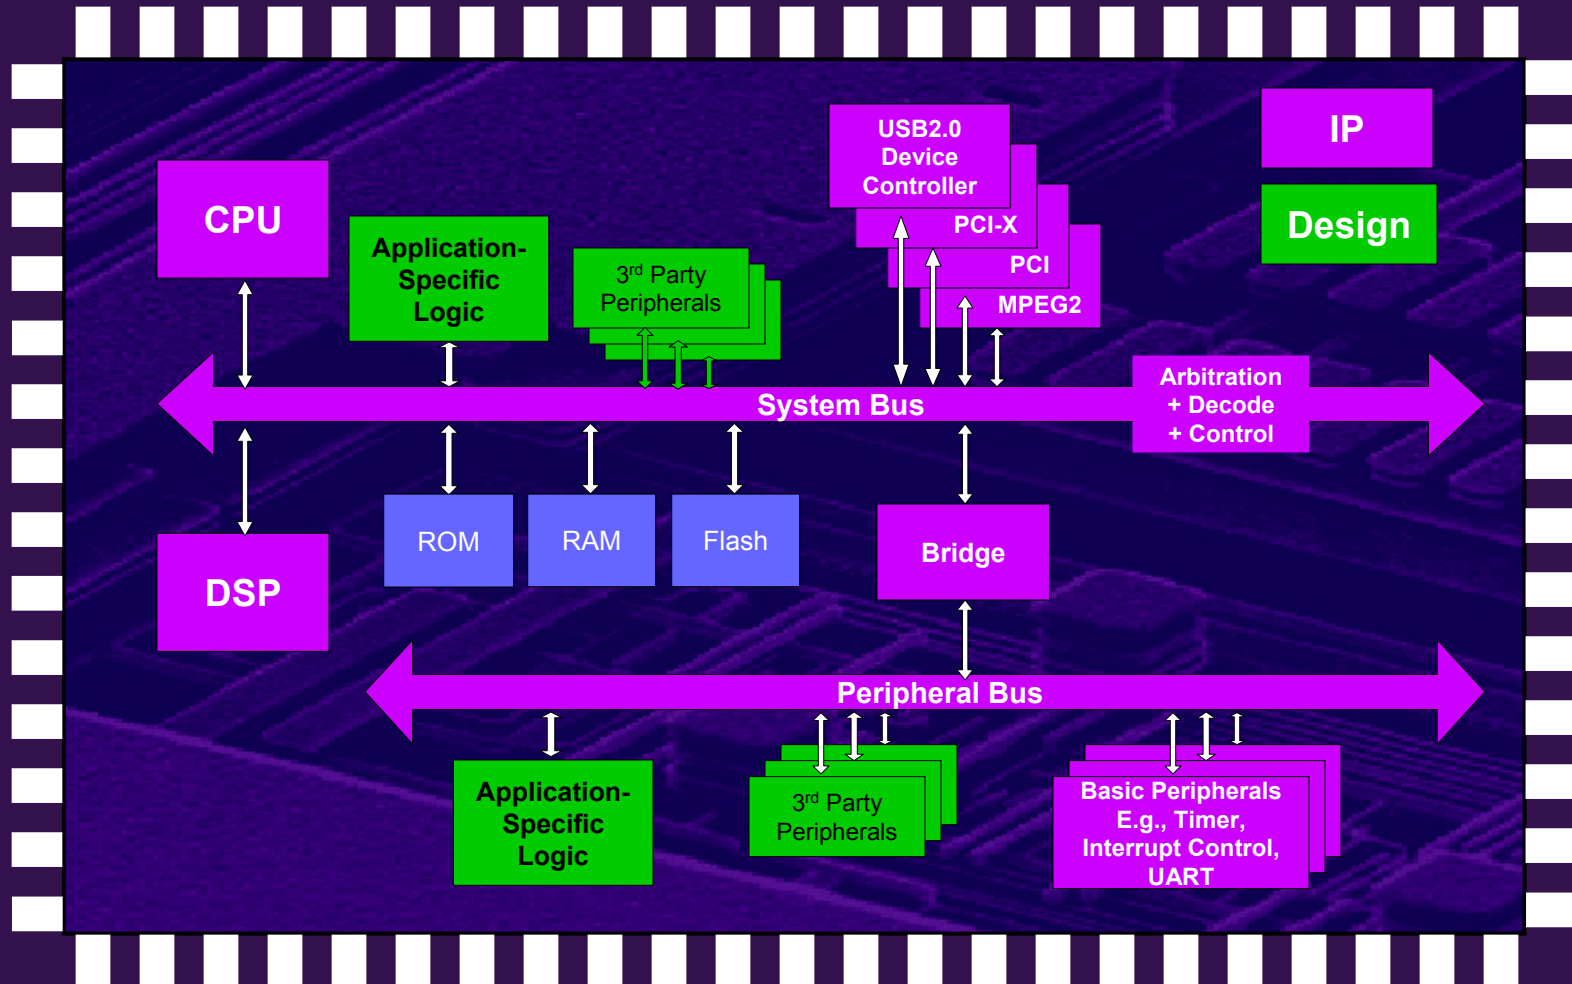 USB2.0
Device
Controller
IP
CPU
PCI-X
Design
Application-
Specific
Logic
3rd Party
Peripherals
PCI
MPEG2
Arbitration
+ Decode
+ Control
System Bus
ROM
RAM
Flash
Bridge
DSP
Peripheral Bus
Application-
Specific
Logic
3rd Party
Peripherals
Basic Peripherals
E.g., Timer,
Interrupt Control,
UART